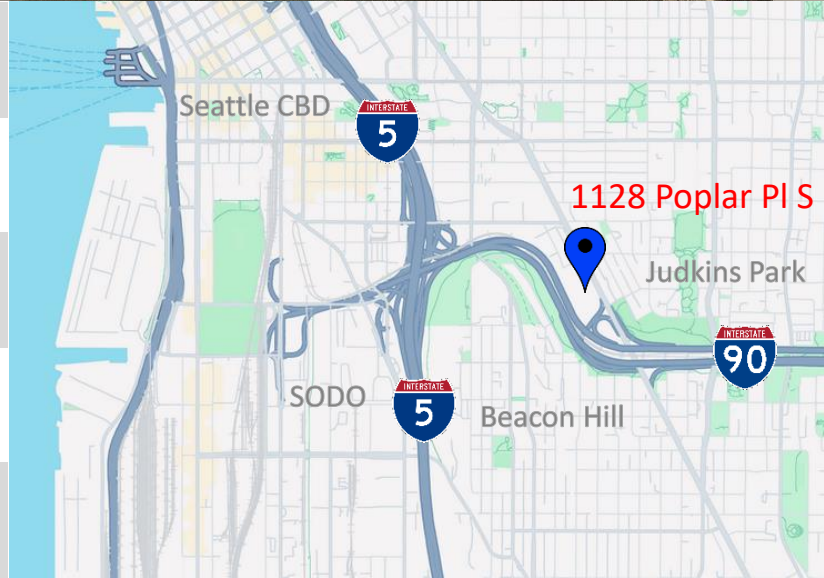 Seattle CBD
INTERSTATE
5
1128 Poplar Pl S
Judkins Park
INTERSTATE
90
SODO
INTERSTATE
5
Beacon Hill